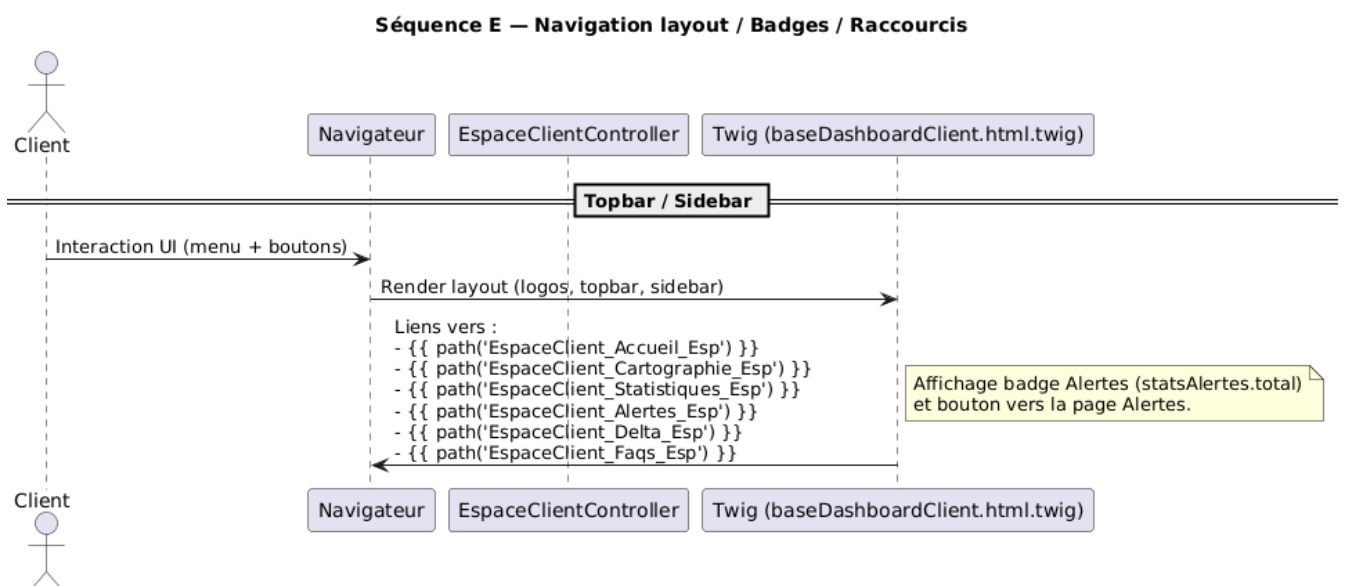 Séquence E — Navigation layout / Badges / Raccourcis
Client
Navigateur
EspaceClientController
Twig (baseDashboardClient.html.twig)
Topbar / Sidebar
Interaction UI (menu + boutons)
Render layout (logos, topbar, sidebar)
Liens vers :
- {{ path('EspaceClient_Accueil_Esp') }}
- {{ path('EspaceClient_Cartographie_Esp') }}
- {{ path('EspaceClient_Statistiques_Esp') }}
- {{ path('EspaceClient_Alertes_Esp') }}
- {{ path('EspaceClient_Delta_Esp') }}
- {{ path('EspaceClient_Faqs_Esp') }}
Affichage badge Alertes (statsAlertes.total)
et bouton vers la page Alertes.
Client
Navigateur
EspaceClientController
Twig (baseDashboardClient.html.twig)